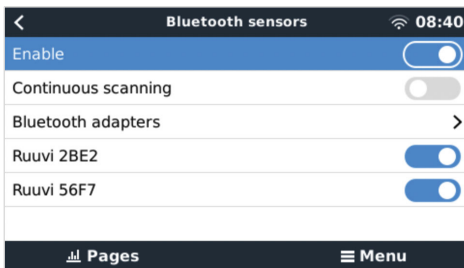 Bluetooth sensors 08:40
Enable
Continuous scanning
Bluetooth adapters
Ruuvi 2BE2
Ruuvi 56F7
Pages Menu